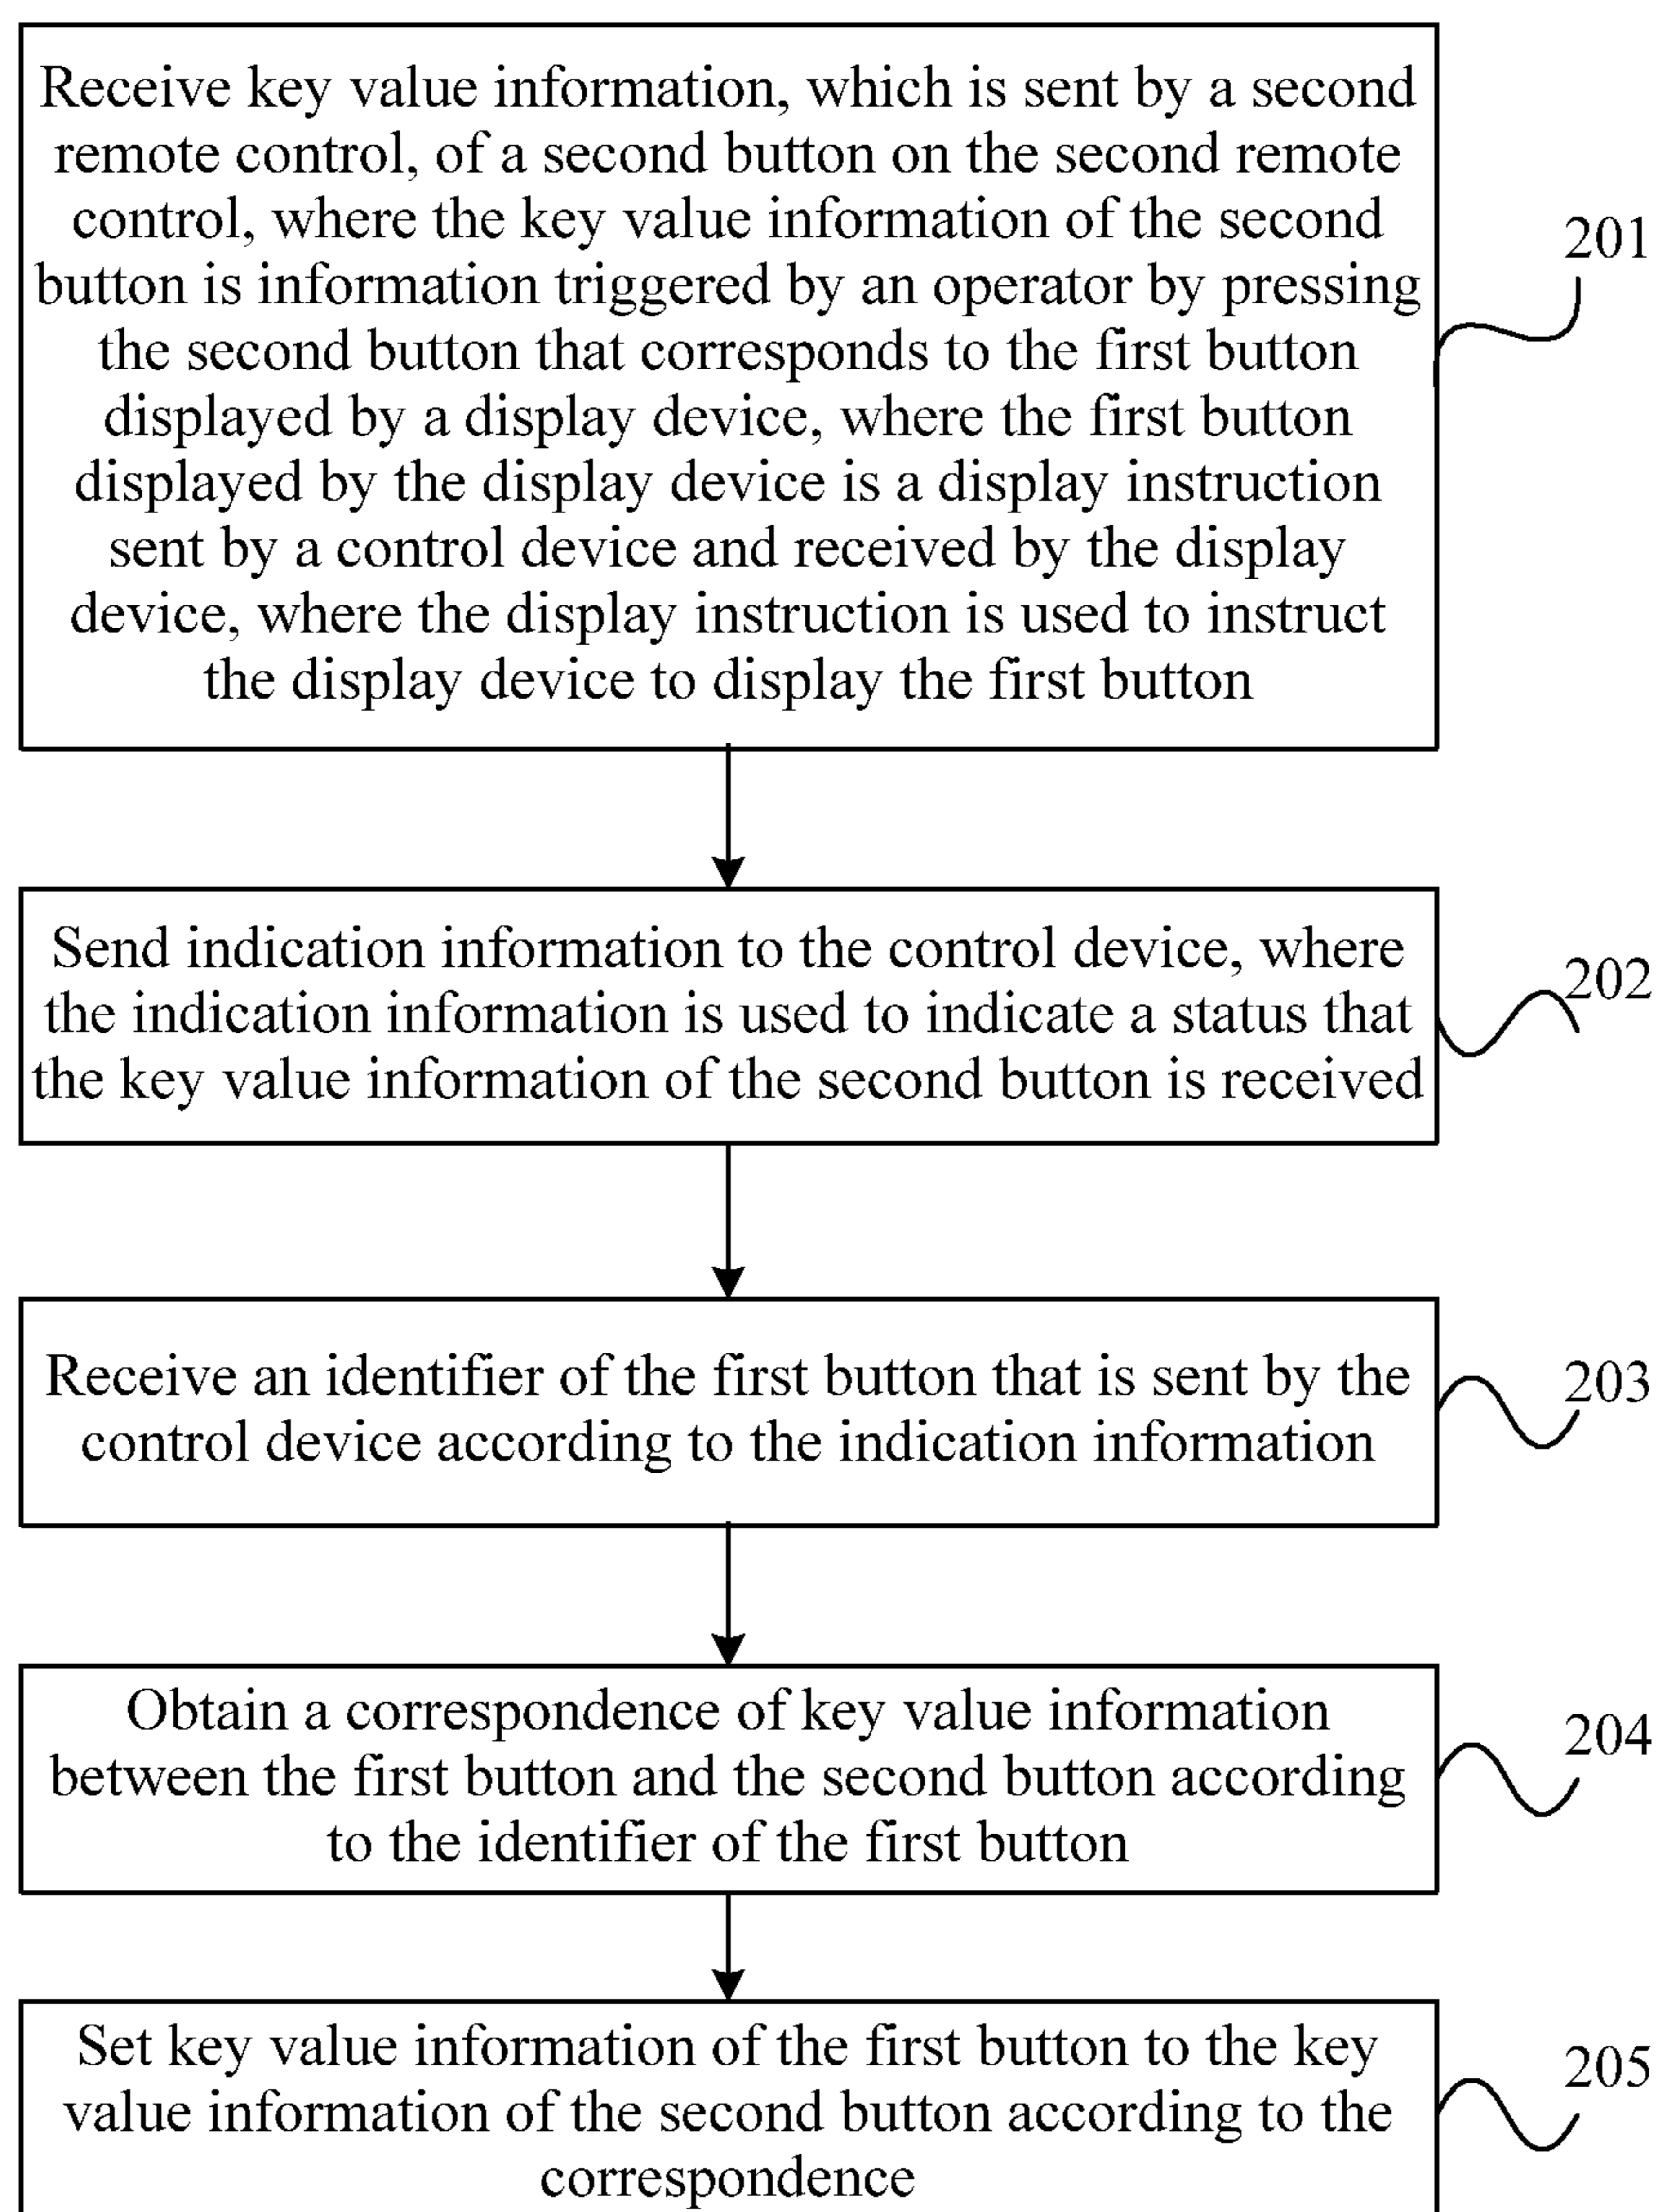 Receive key value information, which is sent by a second
remote control, of a second button on the second remote
control, where the key value information of the second
button is information triggered by an operator by pressing
the second button that corresponds to the first button
displayed by a display device, where the first button
displayed by the display device is a display instruction
sent by a control device and received by the display
device, where the display instruction is used to instruct
the display device to display the first button
201
Send indication information to the control device, where
the indication information is used to indicate a status that
the key value information of the second button is received
202
Receive an identifier of the first button that is sent by the
control device according to the indication information
203
Obtain a correspondence of key value information
between the first button and the second button according
to the identifier of the first button
204
Set key value information of the first button to the key
value information of the second button according to the
correspondence
205